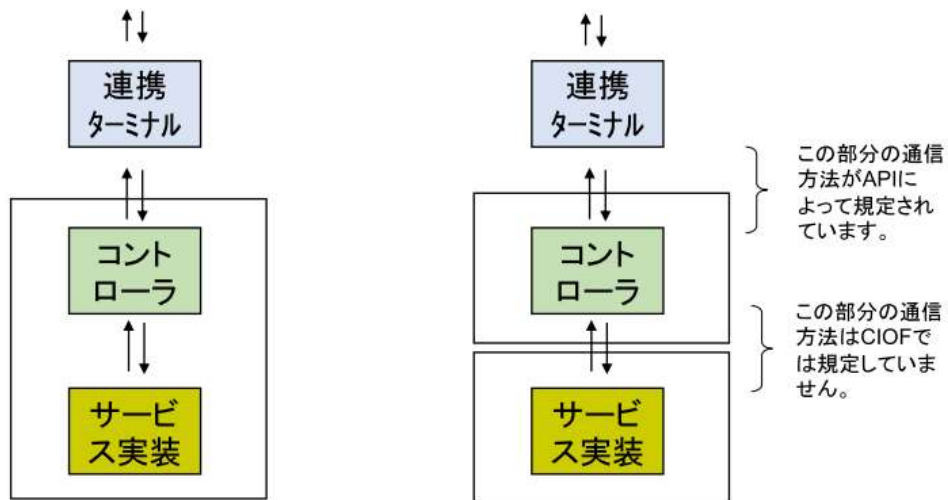 連携
ターミナル
コント
ローラ
サービ
ス実装
連携
ターミナル
コント
ローラ
サービ
ス実装
この部分の通信
方法がAPIに
よって規定され
ています。
この部分の通信
方法はCIOFで
は規定していま
せん。